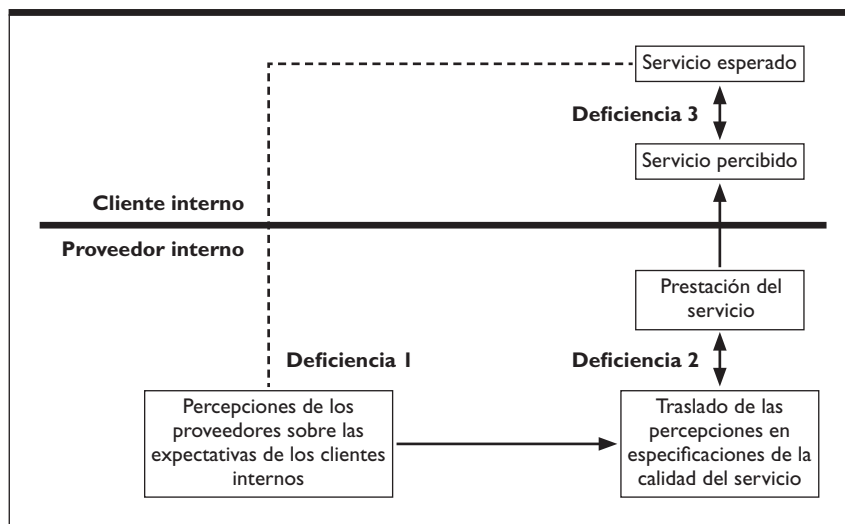 Servicio esperado
Deficiencia 3
Servicio percibido
Cliente interno
Proveedor interno
Prestación del
servicio
Deficiencia 1
Deficiencia 2
Percepciones de los
proveedores sobre las
expectativas de los clientes
internos
Traslado de las
percepciones en
especificaciones de la
calidad del servicio